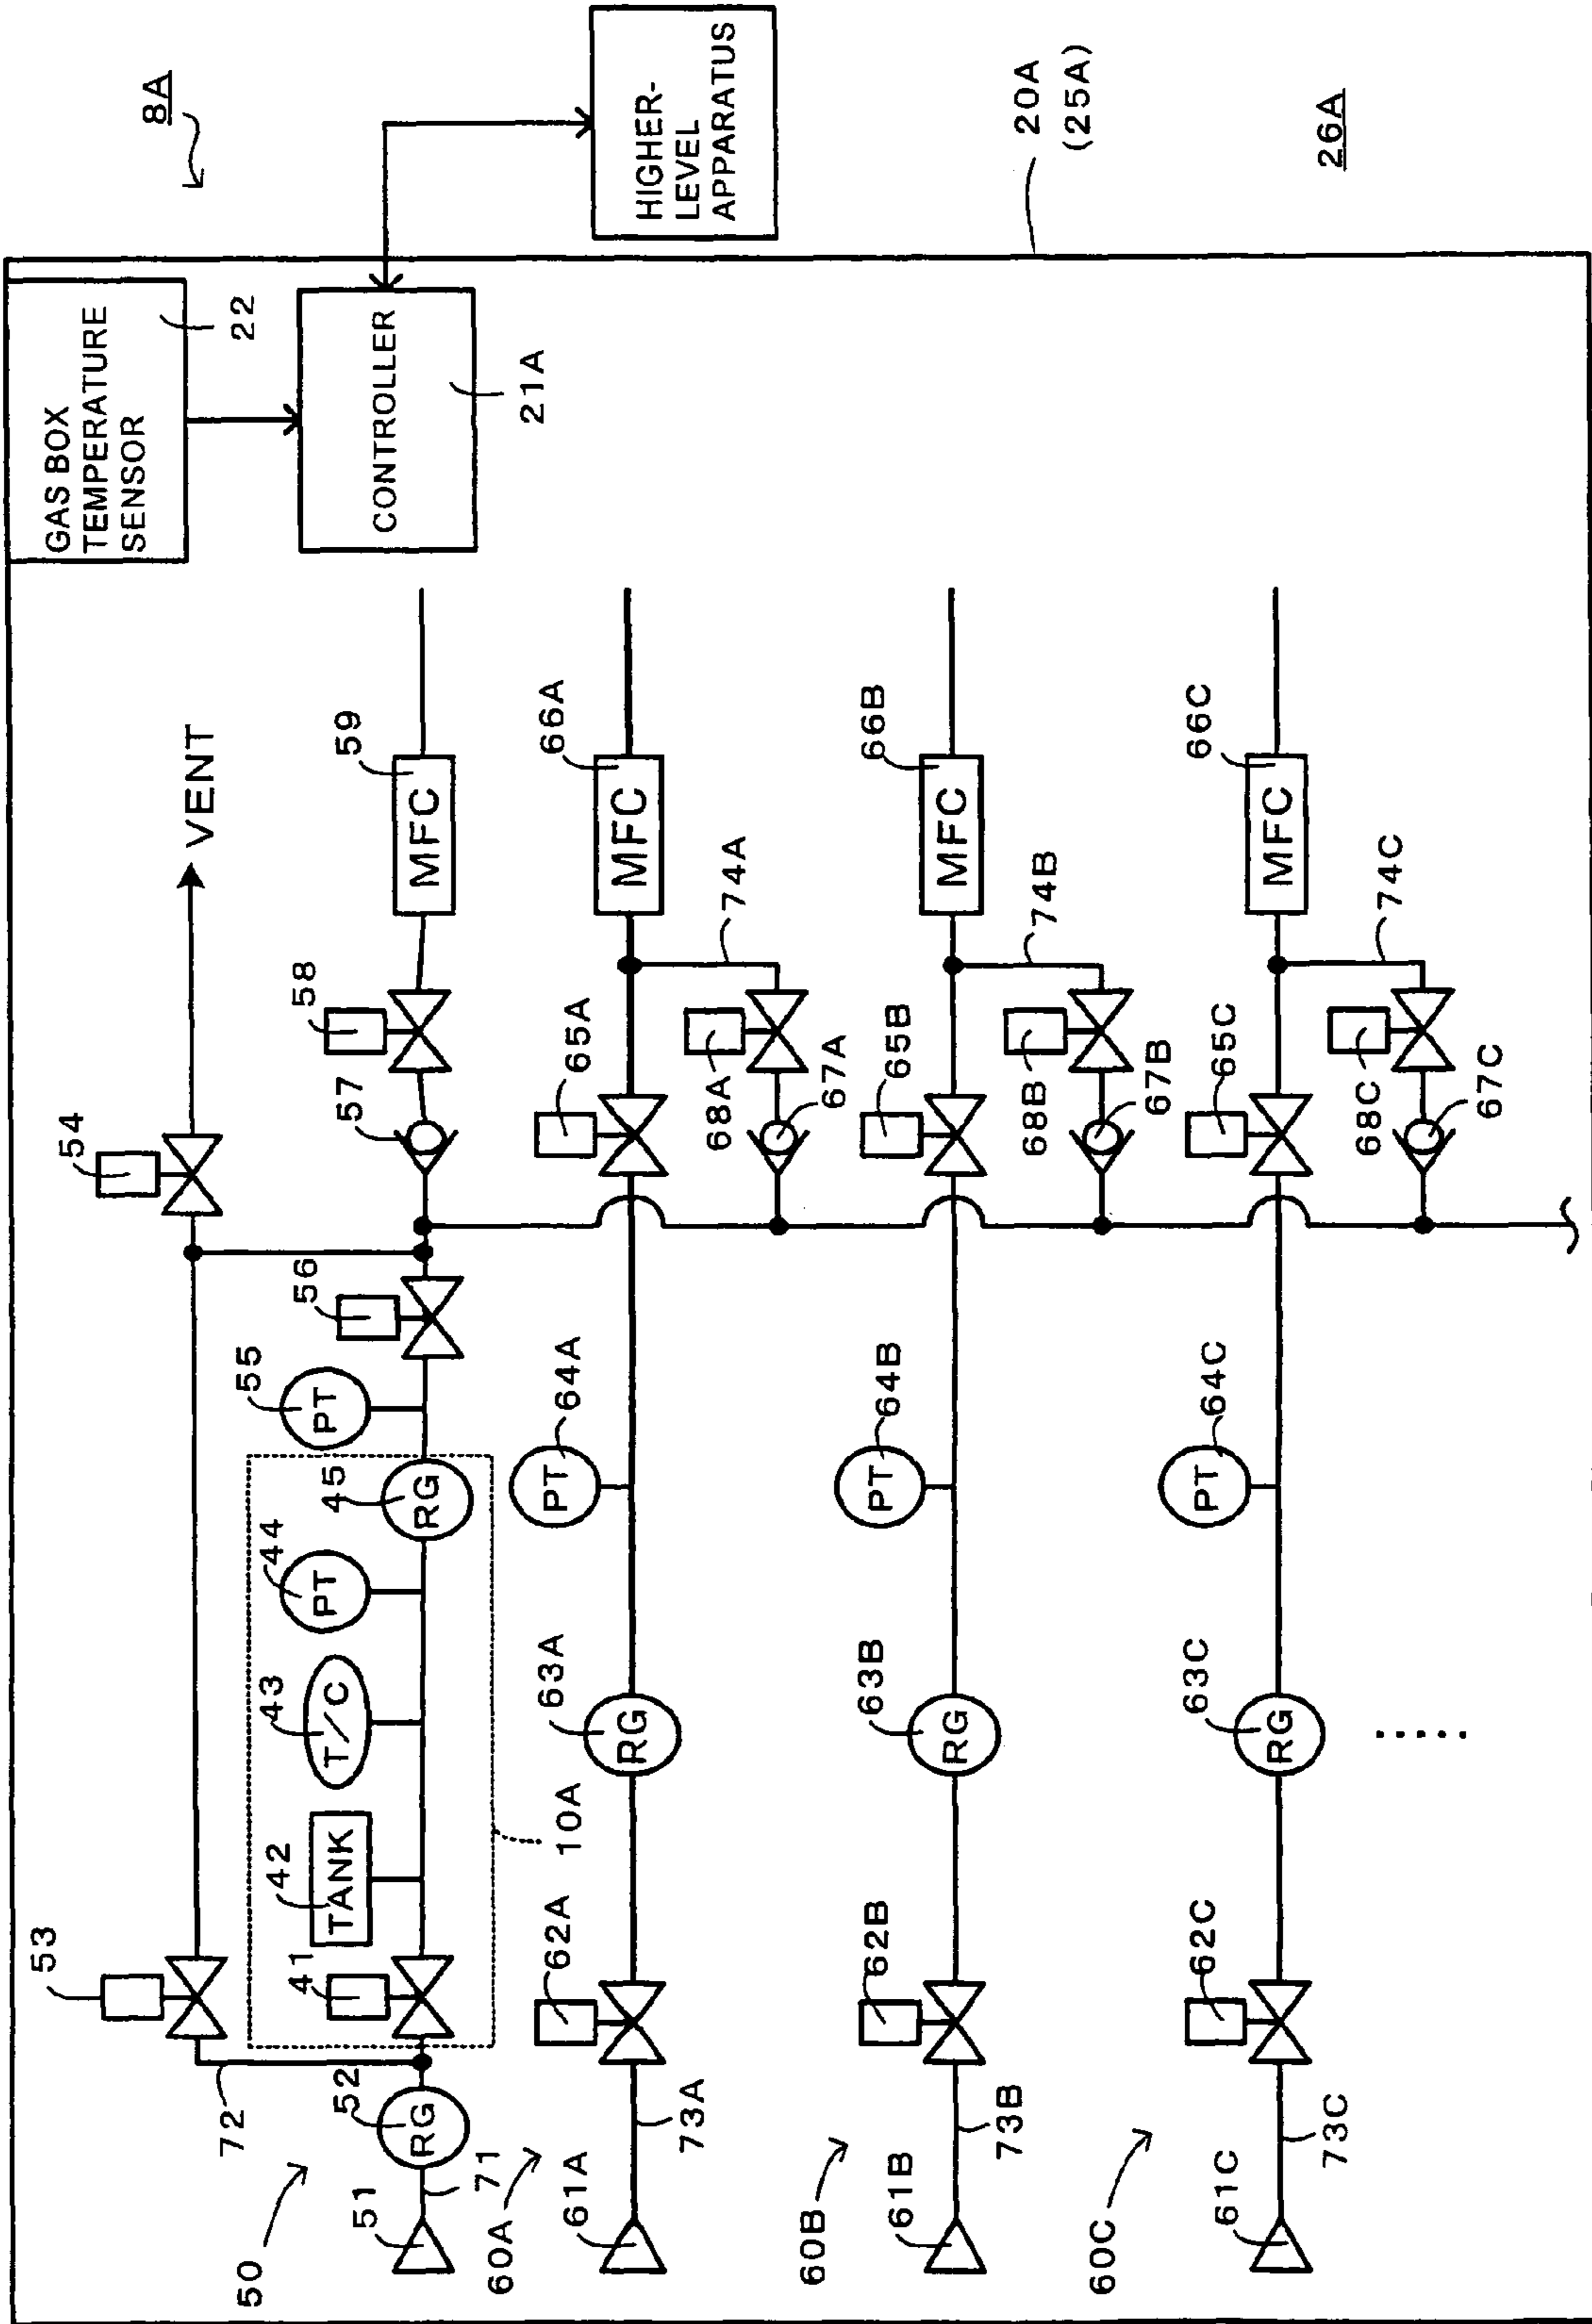 8A
GAS BOX
TEMPERATURE
SENSOR
22
CONTROLLER
21A
HIGHER-
LEVEL
APPARATUS
20A
(25A)
26A
53
54
VENT
72
50
51
71
RG
52
41
TANK
42
T/C
43
PT
44
RG
45
10A
PT
55
56
57
58
MFC
59
60A
61A
73A
62A
RG
63A
PT
64A
65A
MFC
66A
74A
68A
67A
60B
61B
73B
62B
RG
63B
PT
64B
65B
MFC
66B
74B
68B
67B
60C
61C
73C
62C
RG
63C
PT
64C
65C
MFC
66C
74C
68C
67C
.....